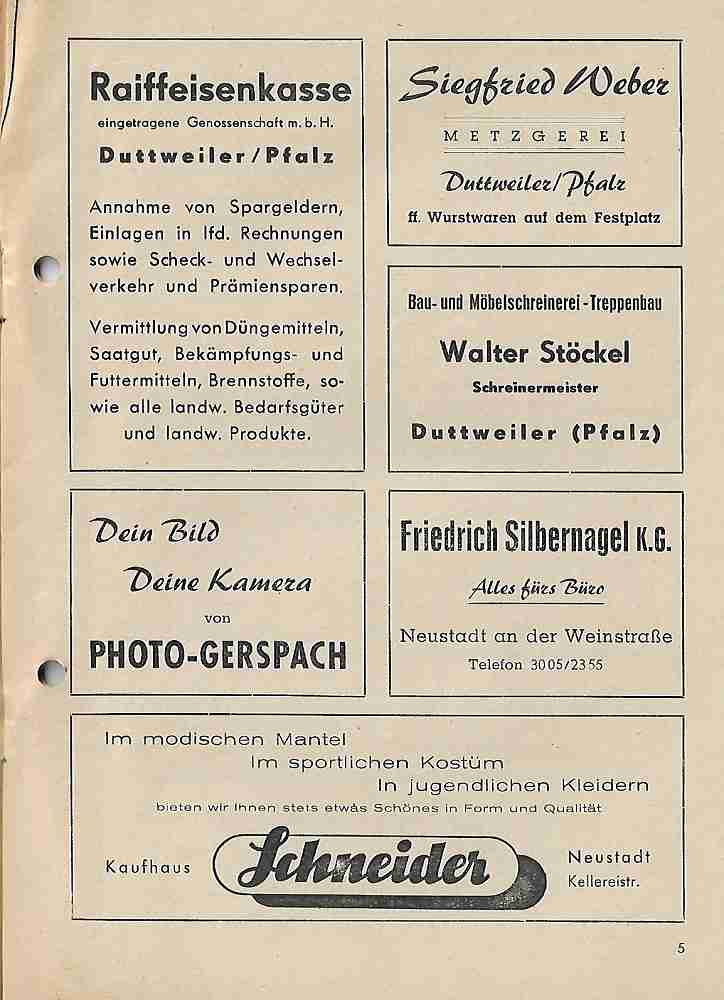 Raiffeisenkasse
eingetragene Genossenschaft m. b. H.
Duttweiler/Pfalz
Annahme von Spargeldern,
Einlagen in lfd. Rechnungen
sowie Scheck- und Wechsel-
verkehr und Prämiensparen.
Vermittlung von Düngemitteln,
Saatgut, Bekämpfungs- und
Futtermitteln, Brennstoffe, so-
wie alle landw. Bedarfsgüter
und landw. Produkte.
Siegfried Weber
METZGEREI
Duttweiler/Pfalz
ff. Wurstwaren auf dem Festplatz
Bau- und Möbelschreinerei - Treppenbau
Walter Stöckel
Schreinermeister
Duttweiler (Pfalz)
Dein Bild
Deine Kamera
von
PHOTO-GERSPACH
Friedrich Silbernagel K.G.
Alles fürs Büro
Neustadt an der Weinstraße
Telefon 3005/2355
Im modischen Mantel
Im sportlichen Kostüm
In jugendlichen Kleidern
bieten wir Ihnen stets etwas Schönes in Form und Qualität
Kaufhaus
Schneider
Neustadt
Kellereistr.
5